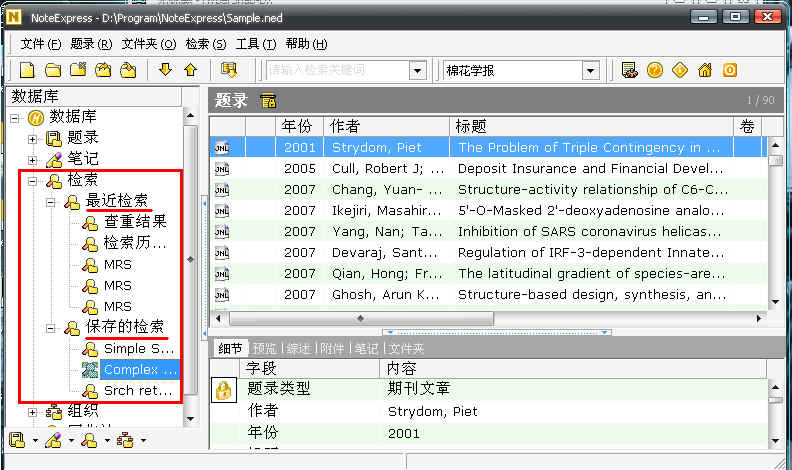 NoteExpress - D:\Program\NoteExpress\Sample.ned
文件(F) 题录(R) 文件夹(O) 检索(S) 工具(T) 帮助(H)
请输入检索关键词 棉花学报
数据库
数据库
题录
笔记
检索
最近检索
查重结果
检索历...
MRS
MRS
MRS
保存的检索
Simple S...
Complex ...
Srch ret...
组织
题录 1 / 90
年份 作者 标题 卷
JNL 2001 Strydom, Piet The Problem of Triple Contingency in ...
JNL 2005 Cull, Robert J; ... Deposit Insurance and Financial Devel...
JNL 2007 Chang, Yuan- ... Structure-activity relationship of C6-C...
JNL 2007 Ikejiri, Masahir... 5'-O-Masked 2'-deoxyadenosine analo...
JNL 2007 Yang, Nan; Ta... Inhibition of SARS coronavirus helicas...
JNL 2007 Devaraj, Sant... Regulation of IRF-3-dependent Innate...
JNL 2007 Qian, Hong; Fr... The latitudinal gradient of species-are...
JNL 2007 Ghosh, Arun K... Structure-based design, synthesis, an...
细节 预览 综述 附件 笔记 文件夹
字段 内容
题录类型 期刊文章
作者 Strydom, Piet
年份 2001